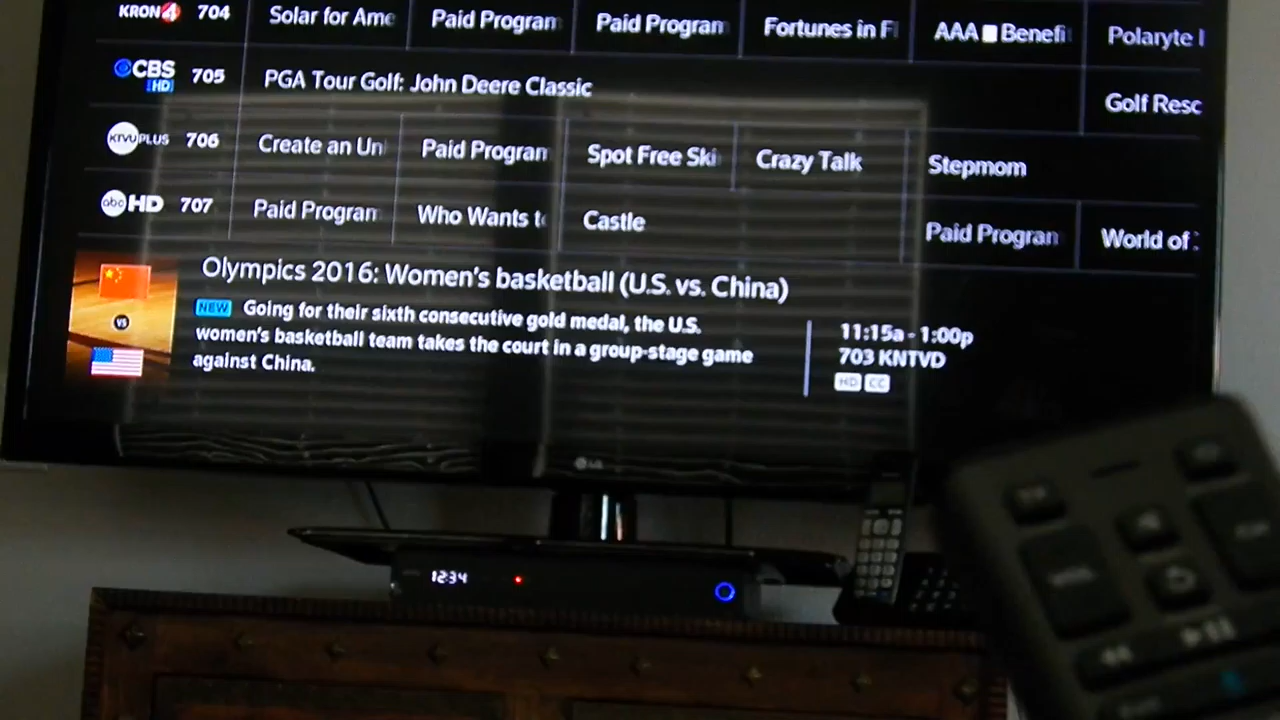 KRON4 704 Solar for Ame Paid Program Paid Program Fortunes in Fi AAA Benefi Polaryte
CBS HD 705 PGA Tour Golf: John Deere Classic Golf Resc
KTVU PLUS 706 Create an Un Paid Program Spot Free Ski Crazy Talk Stepmom
abc HD 707 Paid Program Who Wants to Castle Paid Program World of
Olympics 2016: Women's basketball (U.S. vs. China)
VS
NEW Going for their sixth consecutive gold medal, the U.S.
women's basketball team takes the court in a group-stage game
against China.
11:15a - 1:00p
703 KNTVD
HD CC
LG
12:34